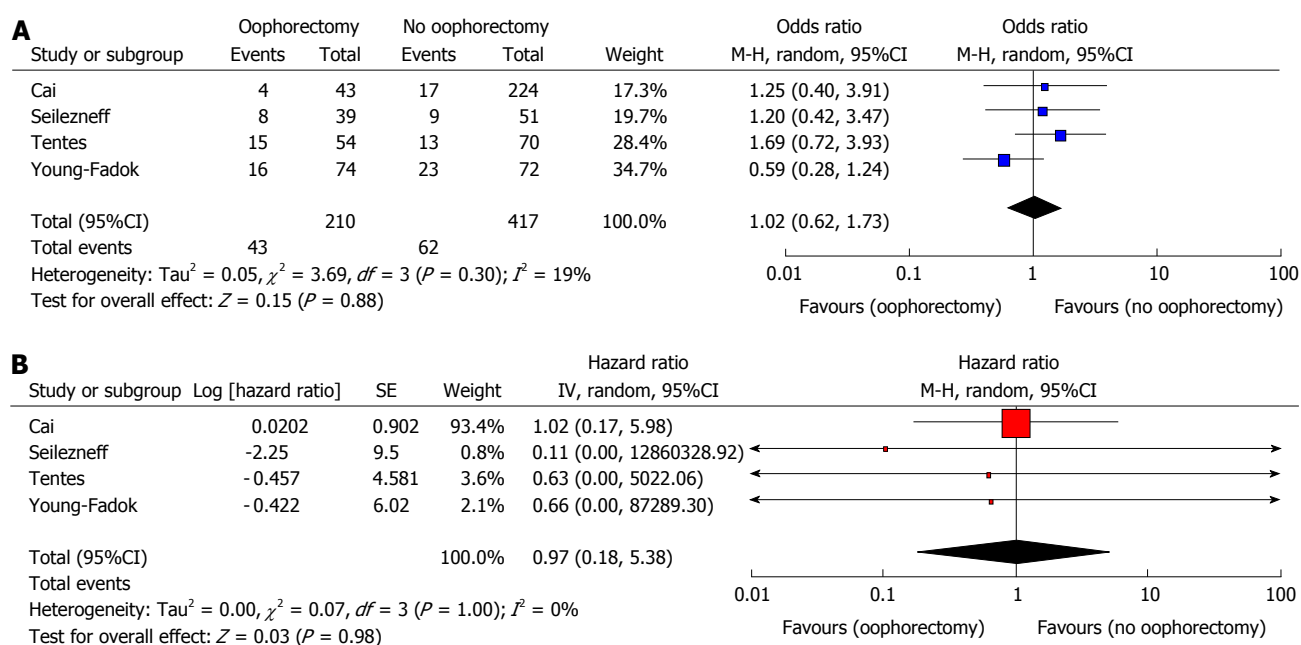 A
Oophorectomy No oophorectomy Odds ratio Odds ratio
Study or subgroup Events Total Events Total Weight M-H, random, 95%CI M-H, random, 95%CI
Cai 4 43 17 224 17.3% 1.25 (0.40, 3.91)
Seilezneff 8 39 9 51 19.7% 1.20 (0.42, 3.47)
Tentes 15 54 13 70 28.4% 1.69 (0.72, 3.93)
Young-Fadok 16 74 23 72 34.7% 0.59 (0.28, 1.24)
Total (95%CI) 210 417 100.0% 1.02 (0.62, 1.73)
Total events 43 62
Heterogeneity: Tau² = 0.05, χ² = 3.69, df = 3 (P = 0.30); I² = 19%
Test for overall effect: Z = 0.15 (P = 0.88)
0.01 0.1 1 10 100
Favours (oophorectomy) Favours (no oophorectomy)
B
Hazard ratio Hazard ratio
Study or subgroup Log [hazard ratio] SE Weight IV, random, 95%CI M-H, random, 95%CI
Cai 0.0202 0.902 93.4% 1.02 (0.17, 5.98)
Seilezneff -2.25 9.5 0.8% 0.11 (0.00, 12860328.92)
Tentes -0.457 4.581 3.6% 0.63 (0.00, 5022.06)
Young-Fadok -0.422 6.02 2.1% 0.66 (0.00, 87289.30)
Total (95%CI) 100.0% 0.97 (0.18, 5.38)
Total events
Heterogeneity: Tau² = 0.00, χ² = 0.07, df = 3 (P = 1.00); I² = 0%
Test for overall effect: Z = 0.03 (P = 0.98)
0.01 0.1 1 10 100
Favours (oophorectomy) Favours (no oophorectomy)